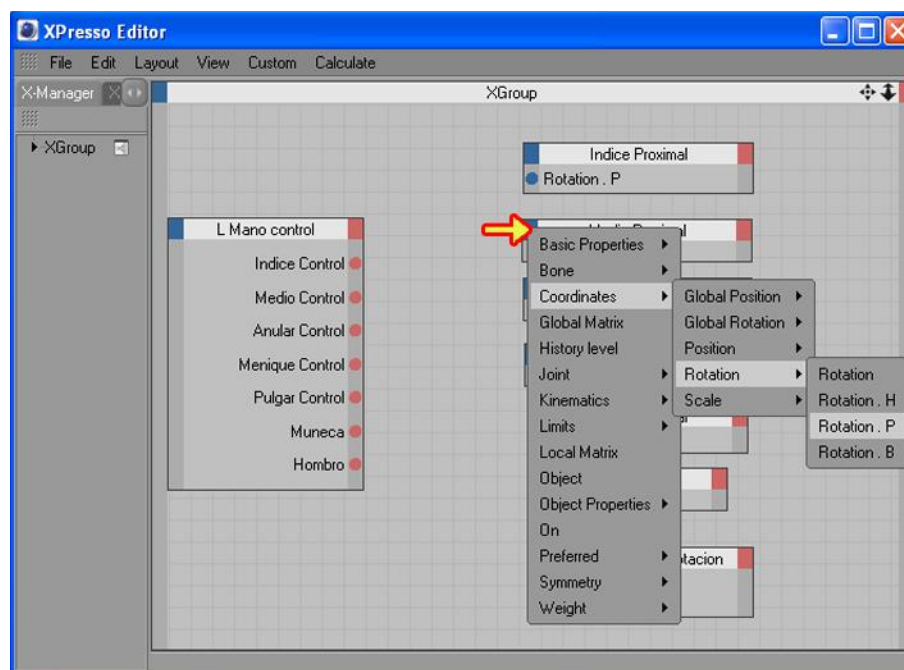 XPresso Editor
File Edit Layout View Custom Calculate
X-Manager
XGroup
XGroup
Indice Proximal
Rotation . P
L Mano control
Indice Control
Medio Control
Anular Control
Menique Control
Pulgar Control
Muneca
Hombro
Basic Properties
Bone
Coordinates
Global Matrix
History level
Joint
Kinematics
Limits
Local Matrix
Object
Object Properties
On
Preferred
Symmetry
Weight
Global Position
Global Rotation
Position
Rotation
Scale
Rotation
Rotation . H
Rotation . P
Rotation . B